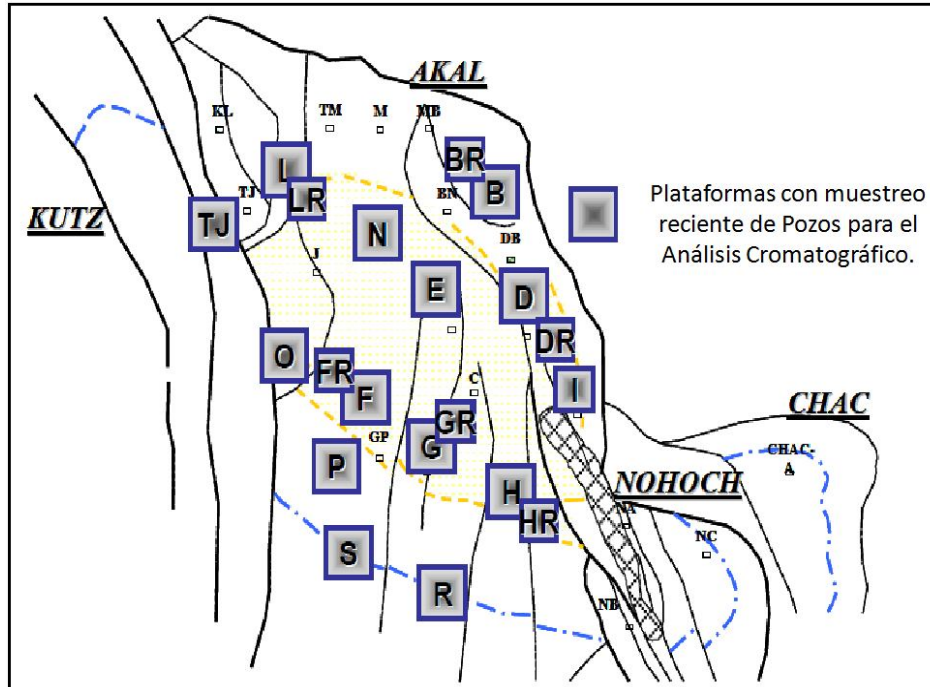 AKAL
KL
TM
M
MB
L
BR
B
LR
TJ
TJ
BN
KUTZ
N
DB
Plataformas con muestreo
reciente de Pozos para el
Análisis Cromatográfico.
J
E
D
O
DR
FR
F
C
I
GR
G
GP
CHAC
CHAC-
A
P
H
NOHOCH
HR
NA
NC
S
R
NB